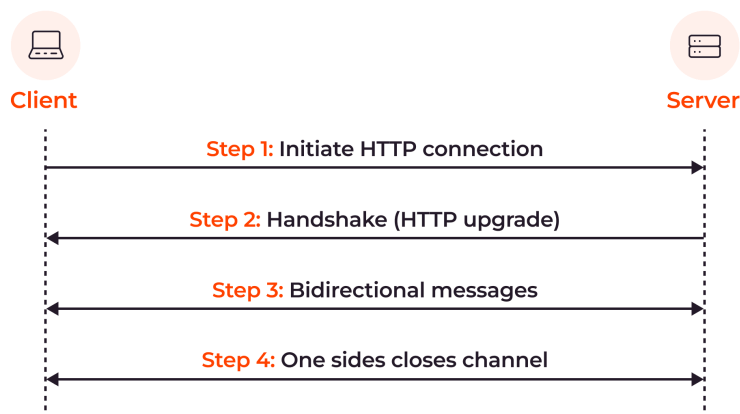 Client
Server
Step 1: Initiate HTTP connection
Step 2: Handshake (HTTP upgrade)
Step 3: Bidirectional messages
Step 4: One sides closes channel